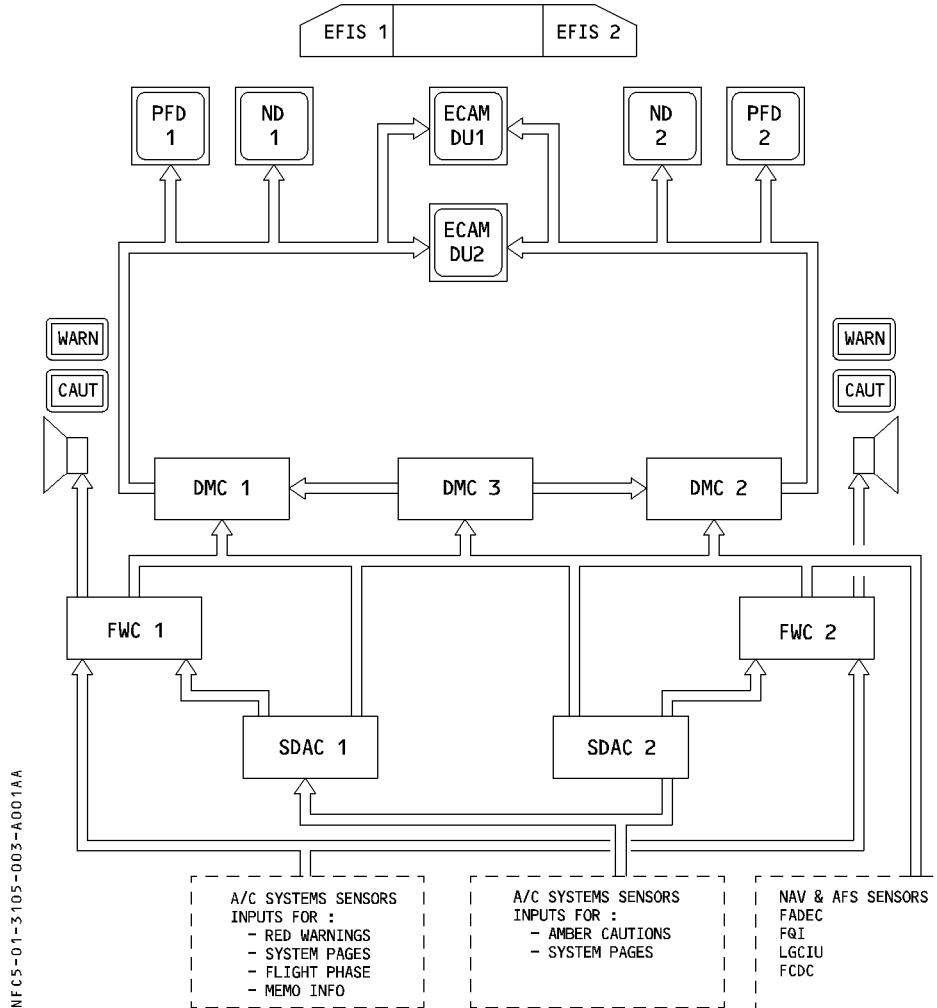 EFIS 1 EFIS 2
PFD 1
ND 1
ECAM DU1
ND 2
PFD 2
ECAM DU2
WARN
WARN
CAUT
CAUT
DMC 1
DMC 3
DMC 2
FWC 1
FWC 2
SDAC 1
SDAC 2
A/C SYSTEMS SENSORS
INPUTS FOR :
- RED WARNINGS
- SYSTEM PAGES
- FLIGHT PHASE
- MEMO INFO
A/C SYSTEMS SENSORS
INPUTS FOR :
- AMBER CAUTIONS
- SYSTEM PAGES
NAV & AFS SENSORS
FADEC
FQI
LGCIU
FCDC
NFC5-01-3105-003-A001AA